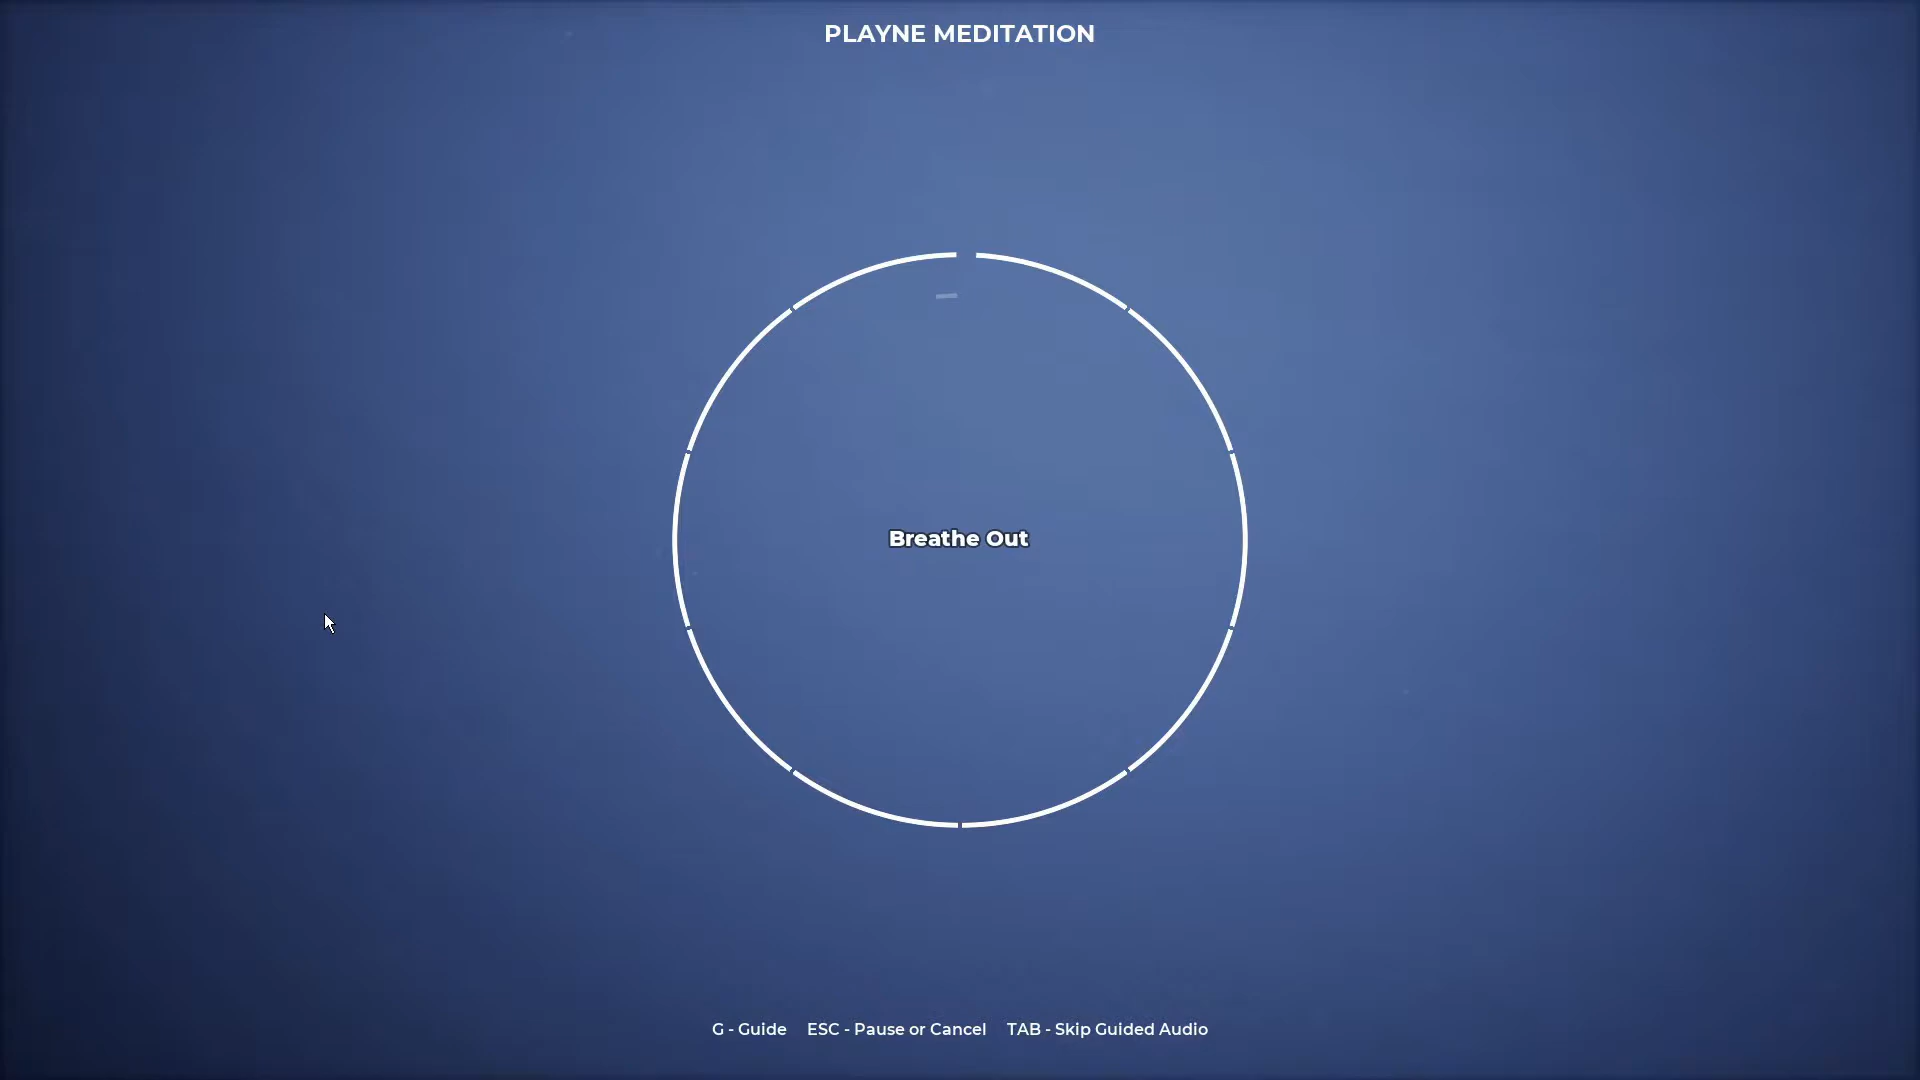 PLAYNE MEDITATION
Breathe Out
G - Guide ESC - Pause or Cancel TAB - Skip Guided Audio